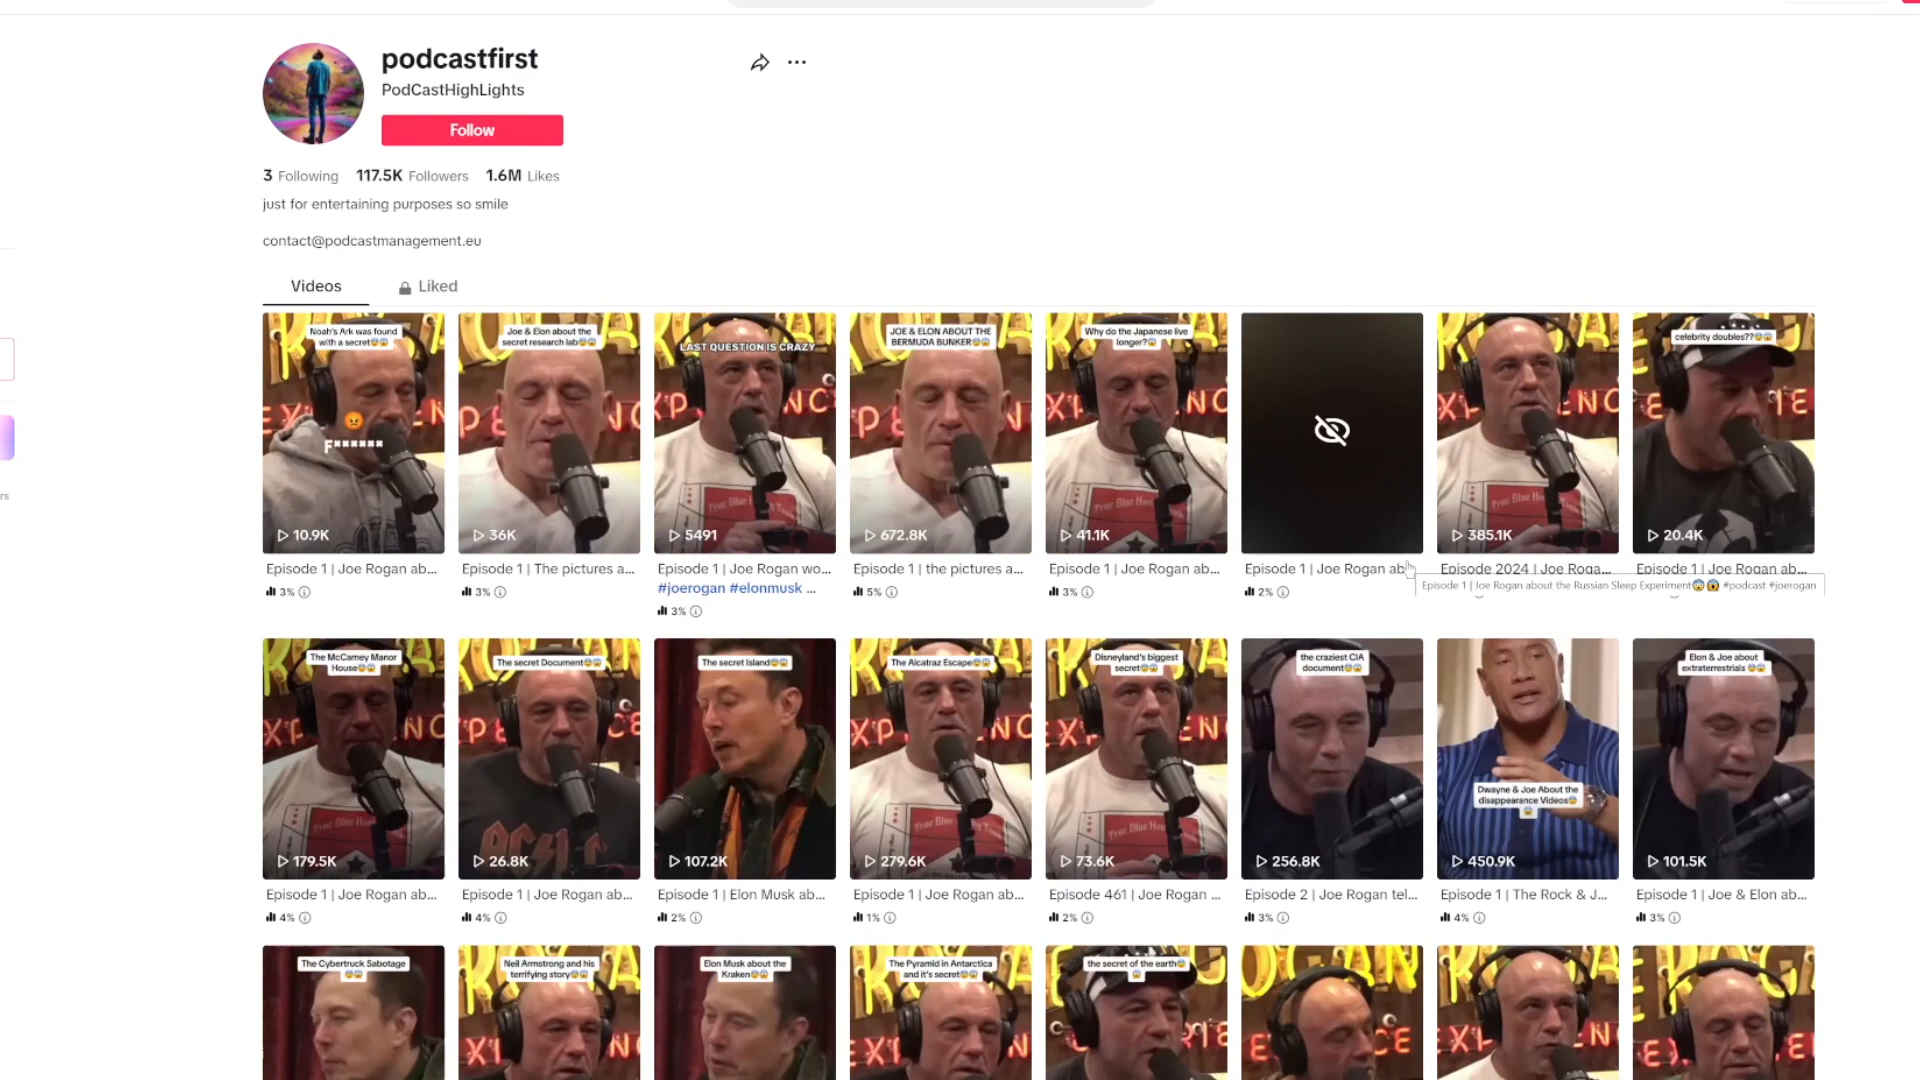 podcastfirst
PodCastHighLights
Follow
3 Following 117.5K Followers 1.6M Likes
just for entertaining purposes so smile
contact@podcastmanagement.eu
Videos Liked
Noah's Ark was found
with a secret😨😱
😡
F*******
10.9K
Joe & Elon about the
secret research lab😨😱
36K
LAST QUESTION IS CRAZY
5491
JOE & ELON ABOUT THE
BERMUDA BUNKER😨😱
672.8K
Why do the Japanese live
longer?😱
41.1K
385.1K
celebrity doubles??😨😱
20.4K
Episode 1 | Joe Rogan ab...
3%
Episode 1 | The pictures a...
3%
Episode 1 | Joe Rogan wo...
#joerogan #elonmusk ...
3%
Episode 1 | the pictures a...
5%
Episode 1 | Joe Rogan ab...
3%
Episode 1 | Joe Rogan ab
2%
Episode 2024 | Joe Roga...
Episode 1 | Joe Rogan ab...
Episode 1 | Joe Rogan about the Russian Sleep Experiment😨😱 #podcast #joerogan
The McCamey Manor
House😨😱
179.5K
The secret Document😨😱
26.8K
The secret Island😨😱
107.2K
The Alcatraz Escape😨😱
279.6K
Disneyland's biggest
secret😨😱
73.6K
the craziest CIA
document😨😱
256.8K
Dwayne & Joe About the
disappearance Videos😨
😱
450.9K
Elon & Joe about
extraterrestrials 😨😱
101.5K
Episode 1 | Joe Rogan ab...
4%
Episode 1 | Joe Rogan ab...
4%
Episode 1 | Elon Musk ab...
2%
Episode 1 | Joe Rogan ab...
1%
Episode 461 | Joe Rogan ...
2%
Episode 2 | Joe Rogan tel...
3%
Episode 1 | The Rock & J...
4%
Episode 1 | Joe & Elon ab...
3%
The Cybertruck Sabotage
😨😱
Neil Armstrong and his
terrifying story😨😱
Elon Musk about the
Kraken😨😱
The Pyramid in Antarctica
and it's secret😨😱
the secret of the earth😨
😱